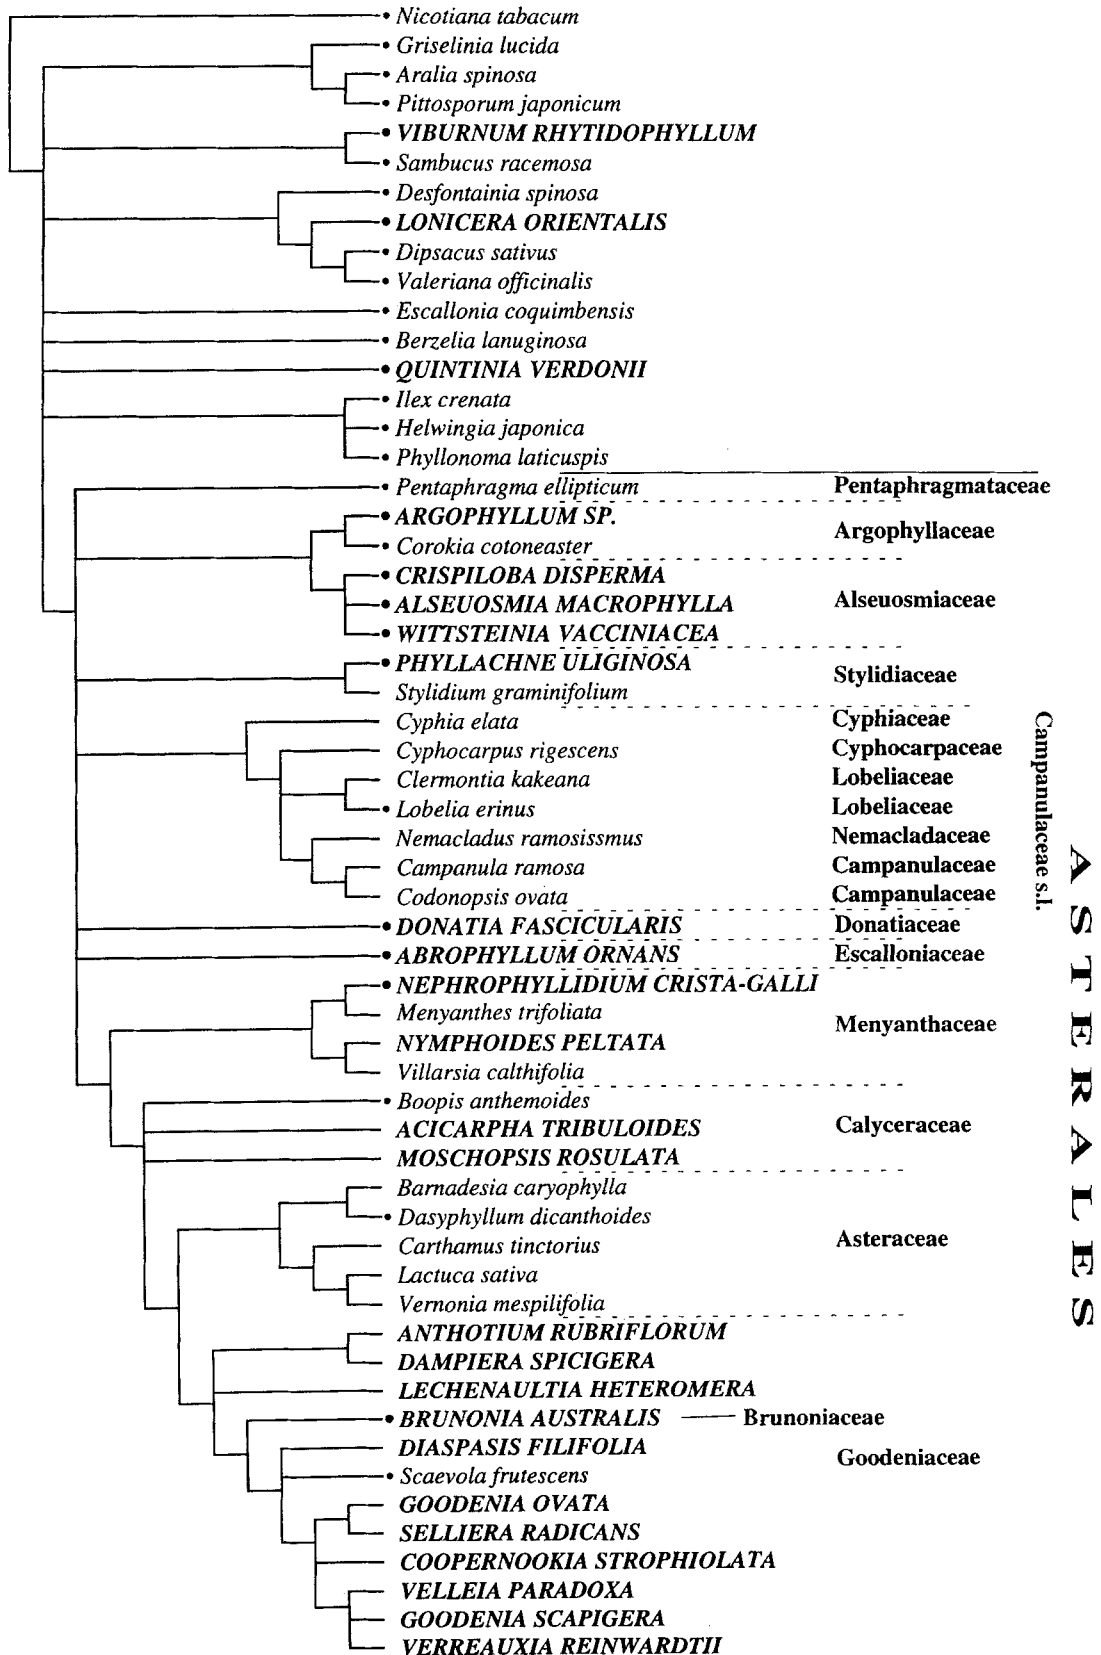 Nicotiana tabacum
Griselinia lucida
Aralia spinosa
Pittosporum japonicum
VIBURNUM RHYTIDOPHYLLUM
Sambucus racemosa
Desfontainia spinosa
LONICERA ORIENTALIS
Dipsacus sativus
Valeriana officinalis
Escallonia coquimbensis
Berzelia lanuginosa
QUINTINIA VERDONII
Ilex crenata
Helwingia japonica
Phyllonoma laticuspis
Pentaphragma ellipticum Pentaphragmataceae
ARGOPHYLLUM SP.
Argophyllaceae
Corokia cotoneaster
CRISPILOBA DISPERMA
ALSEUOSMIA MACROPHYLLA Alseuosmiaceae
WITTSTEINIA VACCINIACEA
PHYLLACHNE ULIGINOSA
Stylidiaceae
Stylidium graminifolium
Cyphia elata Cyphiaceae
Cyphocarpus rigescens Cyphocarpaceae
Clermontia kakeana Lobeliaceae
Lobelia erinus Lobeliaceae
Nemacladus ramosissmus Nemacladaceae
Campanula ramosa Campanulaceae
Codonopsis ovata Campanulaceae
Campanulaceae s.l.
DONATIA FASCICULARIS Donatiaceae
ABROPHYLLUM ORNANS Escalloniaceae
NEPHROPHYLLIDIUM CRISTA-GALLI
Menyanthes trifoliata
Menyanthaceae
NYMPHOIDES PELTATA
Villarsia calthifolia
Boopis anthemoides
ACICARPHA TRIBULOIDES Calyceraceae
MOSCHOPSIS ROSULATA
Barnadesia caryophylla
Dasyphyllum dicanthoides
Carthamus tinctorius Asteraceae
Lactuca sativa
Vernonia mespilifolia
ANTHOTIUM RUBRIFLORUM
DAMPIERA SPICIGERA
LECHENAULTIA HETEROMERA
BRUNONIA AUSTRALIS Brunoniaceae
DIASPASIS FILIFOLIA
Goodeniaceae
Scaevola frutescens
GOODENIA OVATA
SELLIERA RADICANS
COOPERNOOKIA STROPHIOLATA
VELLEIA PARADOXA
GOODENIA SCAPIGERA
VERREAUXIA REINWARDTII
ASTERALES